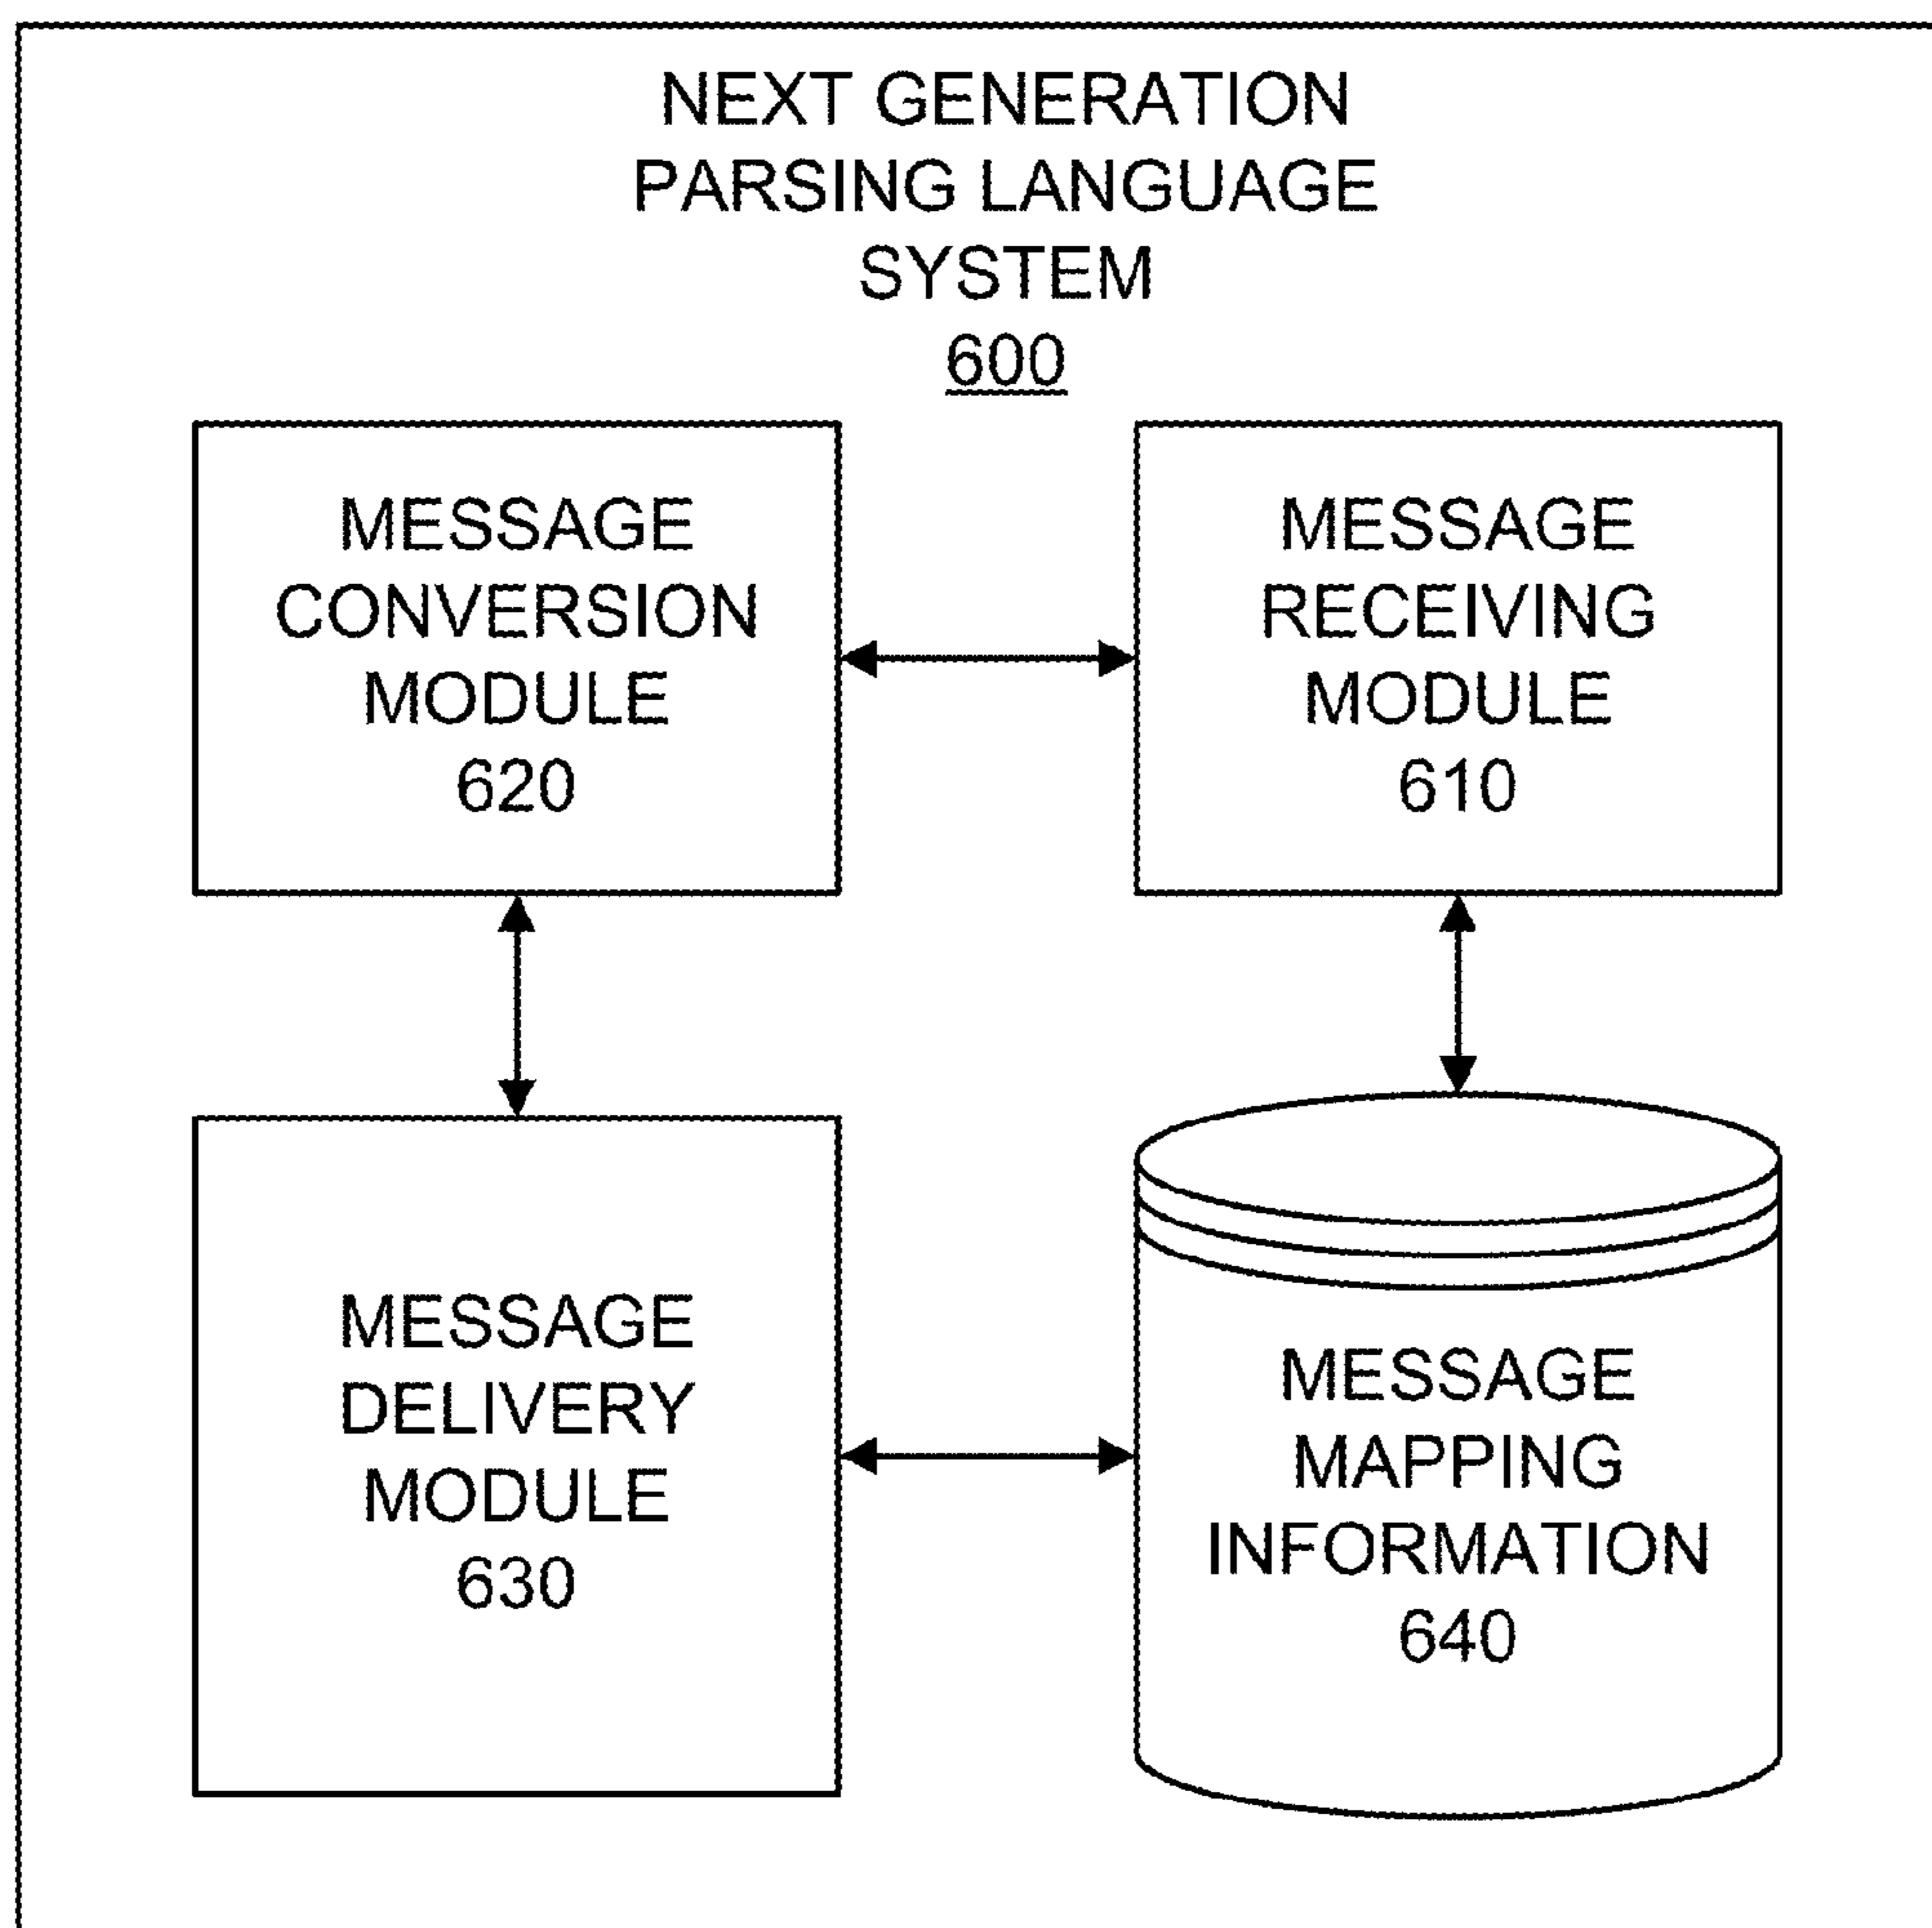 NEXT GENERATION
PARSING LANGUAGE
SYSTEM
600
MESSAGE
CONVERSION
MODULE
620
MESSAGE
RECEIVING
MODULE
610
MESSAGE
DELIVERY
MODULE
630
MESSAGE
MAPPING
INFORMATION
640